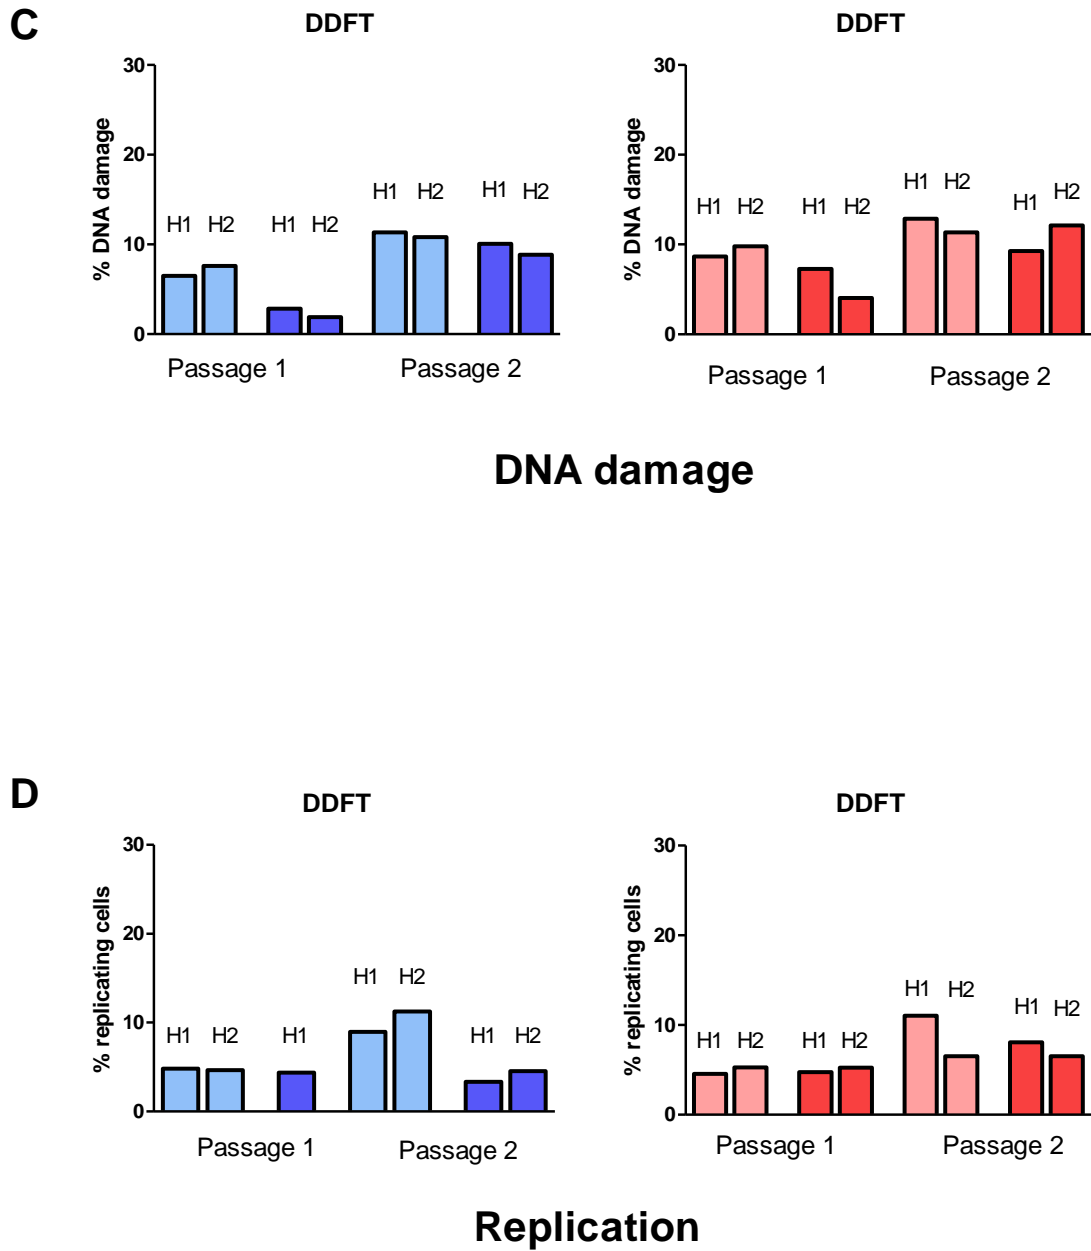 C
DDFT
% DNA damage
30
20
10
0
H1 H2 H1 H2 H1 H2 H1 H2
Passage 1 Passage 2
DDFT
% DNA damage
30
20
10
0
H1 H2 H1 H2 H1 H2 H1 H2
Passage 1 Passage 2
DNA damage
D
DDFT
% replicating cells
30
20
10
0
H1 H2 H1 H1 H2 H1 H2
Passage 1 Passage 2
DDFT
% replicating cells
30
20
10
0
H1 H2 H1 H2 H1 H2 H1 H2
Passage 1 Passage 2
Replication